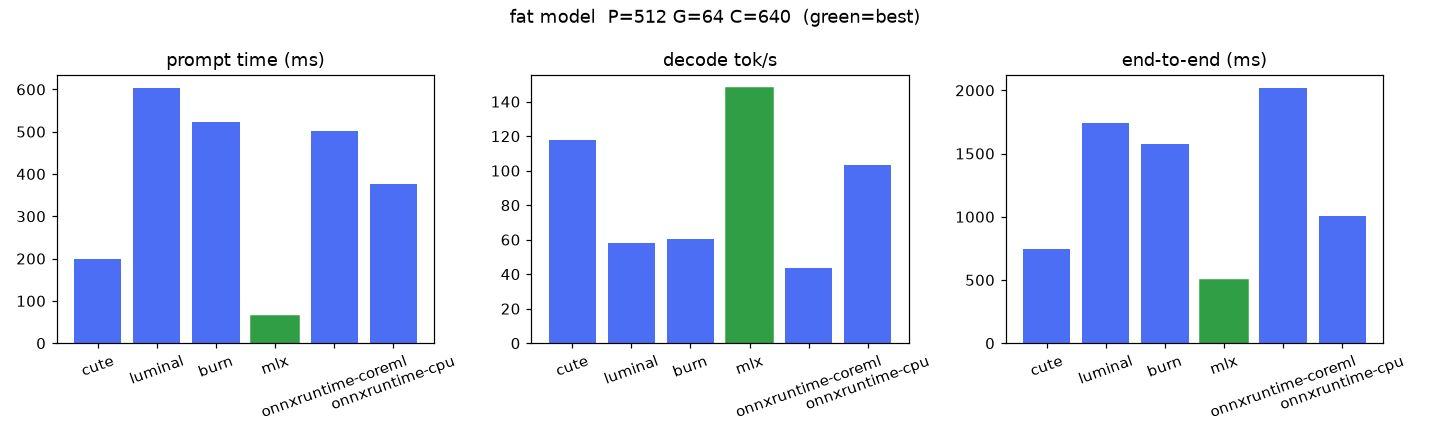 fat model  P=512 G=64 C=640  (green=best)
prompt time (ms)
600
500
400
300
200
100
0
cute
luminal
burn
mlx
onnxruntime-coreml
onnxruntime-cpu
decode tok/s
140
120
100
80
60
40
20
0
cute
luminal
burn
mlx
onnxruntime-coreml
onnxruntime-cpu
end-to-end (ms)
2000
1500
1000
500
0
cute
luminal
burn
mlx
onnxruntime-coreml
onnxruntime-cpu